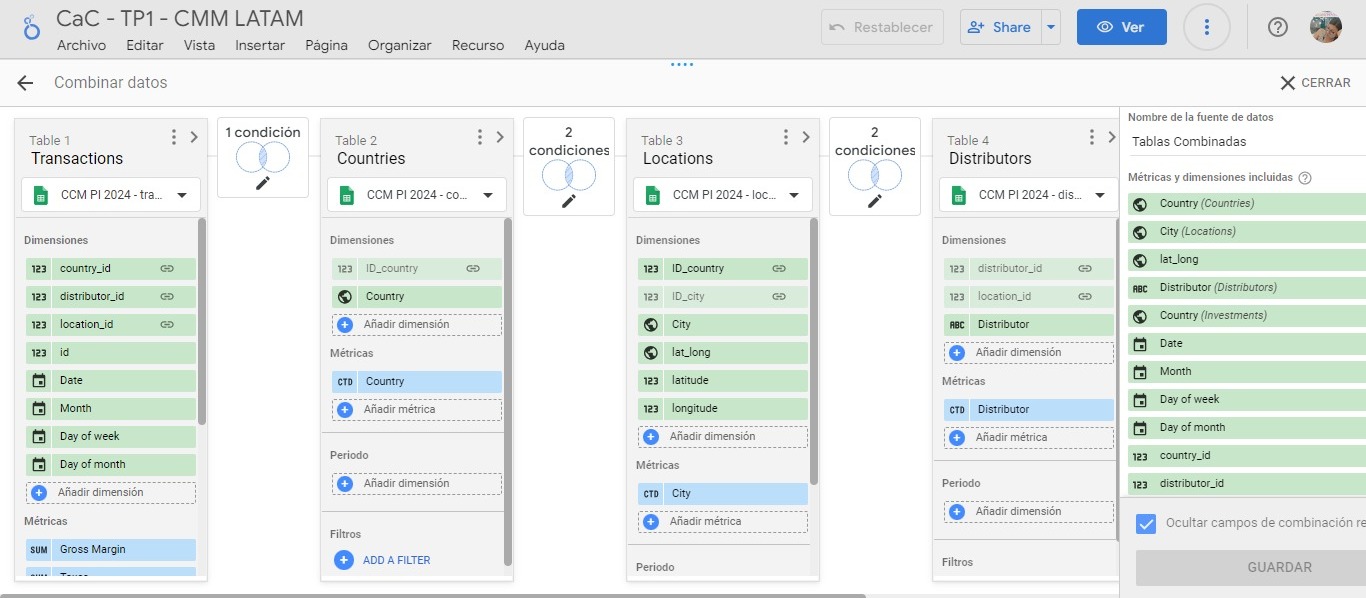 CaC - TP1 - CMM LATAM
Archivo Editar Vista Insertar Página Organizar Recurso Ayuda
Restablecer
Share
Ver
Combinar datos
CERRAR
Table 1
Transactions
CCM PI 2024 - tra...
Dimensiones
123 country_id
123 distributor_id
123 location_id
123 id
Date
Month
Day of week
Day of month
Añadir dimensión
Métricas
SUM Gross Margin
1 condición
Table 2
Countries
CCM PI 2024 - co...
Dimensiones
123 ID_country
Country
Añadir dimensión
Métricas
CTD Country
Añadir métrica
Periodo
Añadir dimensión
Filtros
ADD A FILTER
2
condiciones
Table 3
Locations
CCM PI 2024 - loc...
Dimensiones
123 ID_country
123 ID_city
City
lat_long
123 latitude
123 longitude
Añadir dimensión
Métricas
CTD City
Añadir métrica
Periodo
2
condiciones
Table 4
Distributors
CCM PI 2024 - dis...
Dimensiones
123 distributor_id
123 location_id
ABC Distributor
Añadir dimensión
Métricas
CTD Distributor
Añadir métrica
Periodo
Añadir dimensión
Filtros
Nombre de la fuente de datos
Tablas Combinadas
Métricas y dimensiones incluidas
Country (Countries)
City (Locations)
lat_long
ABC Distributor (Distributors)
Country (Investments)
Date
Month
Day of week
Day of month
123 country_id
123 distributor_id
Ocultar campos de combinación re
GUARDAR